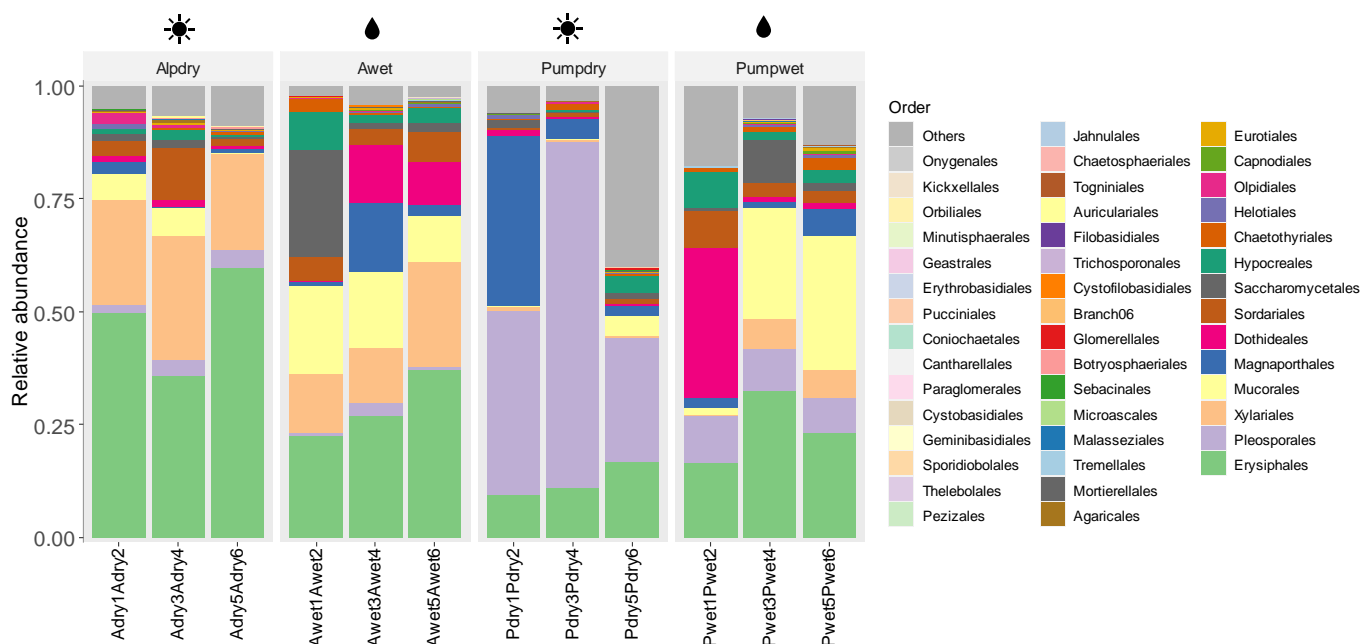 Alpdry
Awet
Pumpdry
Pumpwet
1.00
0.75
0.50
0.25
0.00
Relative abundance
Adry1Adry2
Adry3Adry4
Adry5Adry6
Awet1Awet2
Awet3Awet4
Awet5Awet6
Pdry1Pdry2
Pdry3Pdry4
Pdry5Pdry6
Pwet1Pwet2
Pwet3Pwet4
Pwet5Pwet6
Order
Others
Onygenales
Kickxellales
Orbiliales
Minutisphaerales
Geastrales
Erythrobasidiales
Pucciniales
Coniochaetales
Cantharellales
Paraglomerales
Cystobasidiales
Geminibasidiales
Sporidiobolales
Thelebolales
Pezizales
Jahnulales
Chaetosphaeriales
Togniniales
Auriculariales
Filobasidiales
Trichosporonales
Cystofilobasidiales
Branch06
Glomerellales
Botryosphaeriales
Sebacinales
Microascales
Malasseziales
Tremellales
Mortierellales
Agaricales
Eurotiales
Capnodiales
Olpidiales
Helotiales
Chaetothyriales
Hypocreales
Saccharomycetales
Sordariales
Dothideales
Magnaporthales
Mucorales
Xylariales
Pleosporales
Erysiphales